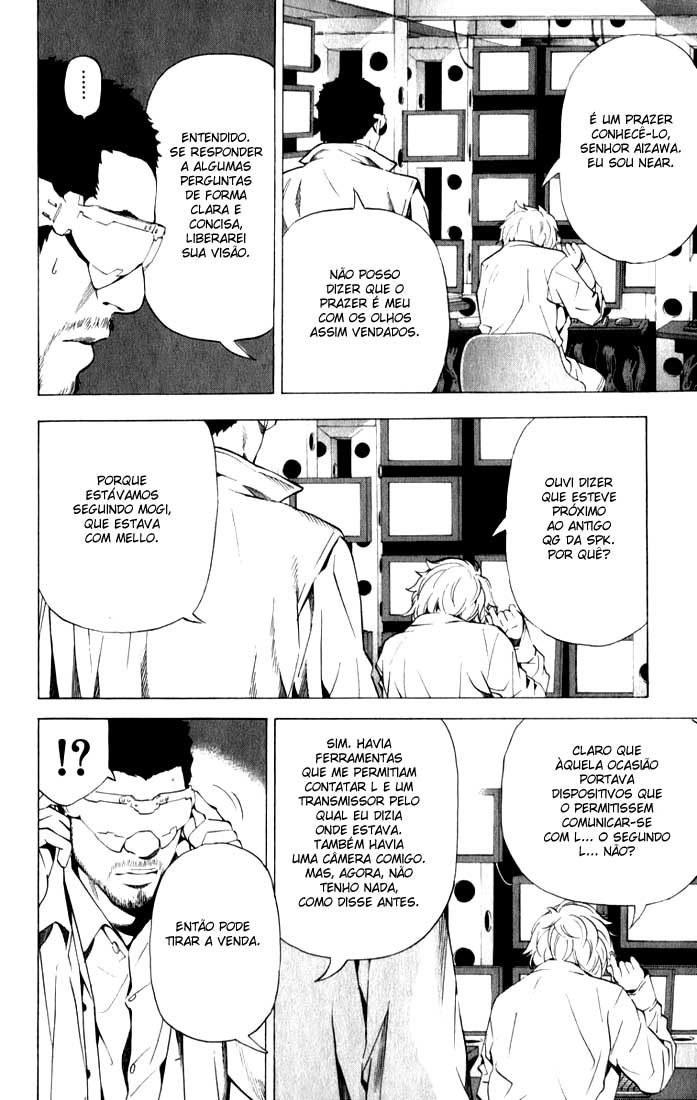 É UM PRAZER
CONHECÊ-LO,
SENHOR AIZAWA.
EU SOU NEAR.
NÃO POSSO
DIZER QUE O
PRAZER É MEU
COM OS OLHOS
ASSIM VENDADOS.
ENTENDIDO.
SE RESPONDER
A ALGUMAS
PERGUNTAS
DE FORMA
CLARA E
CONCISA,
LIBERAREI
SUA VISÃO.
......
OUVI DIZER
QUE ESTEVE
PRÓXIMO
AO ANTIGO
QG DA SPK.
POR QUÊ?
PORQUE
ESTÁVAMOS
SEGUINDO MOGI,
QUE ESTAVA
COM MELLO.
CLARO QUE
ÀQUELA OCASIÃO
PORTAVA
DISPOSITIVOS QUE
O PERMITISSEM
COMUNICAR-SE
COM L... O SEGUNDO
L... NÃO?
SIM. HAVIA
FERRAMENTAS
QUE ME PERMITIAM
CONTATAR L E UM
TRANSMISSOR PELO
QUAL EU DIZIA
ONDE ESTAVA.
TAMBÉM HAVIA
UMA CÂMERA COMIGO.
MAS, AGORA, NÃO
TENHO NADA,
COMO DISSE ANTES.
ENTÃO PODE
TIRAR A VENDA.
!?